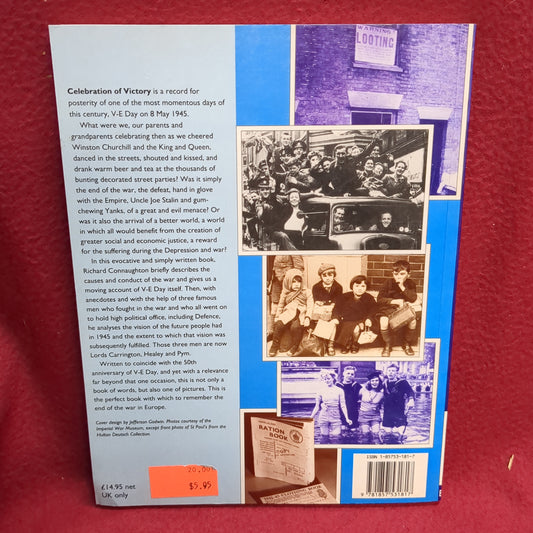 Celebration of Victory is a record for
posterity of one of the most momentous days of
this century, V-E Day on 8 May 1945.
What were we, our parents and
grandparents celebrating then as we cheered
Winston Churchill and the King and Queen,
danced in the streets, shouted and kissed, and
drank warm beer and tea at the thousands of
bunting decorated street parties? Was it simply
the end of the war, the defeat, hand in glove
with the Empire, Uncle Joe Stalin and gum-
chewing Yanks, of a great and evil menace? Or
was it also the arrival of a better world, a world
in which all would benefit from the creation of
greater social and economic justice, a reward
for the suffering during the Depression and war?
In this evocative and simply written book,
Richard Connaughton briefly describes the
causes and conduct of the war and gives us a
moving account of V-E Day itself. Then, with
anecdotes and with the help of three famous
men who fought in the war and who all went on
to hold high political office, including Defence,
he analyses the vision of the future people had
in 1945 and the extent to which that vision was
subsequently fulfilled. Those three men are now
Lords Carrington, Healey and Pym.
Written to coincide with the 50th
anniversary of V-E Day, and yet with a relevance
far beyond that one occasion, this is not only a
book of words, but also one of pictures. This is
the perfect book with which to remember the
end of the war in Europe.
Cover design by Jefferson Godwin. Photos courtesy of the
Imperial War Museum, except front photo of St Paul's from the
Hulton Deutsch Collection.
£14.95 net
UK only
20.00
$5.95
WARNING
LOOTING
RATION
BOOK
ISBN 1-85753-181-7
9 781857 531817